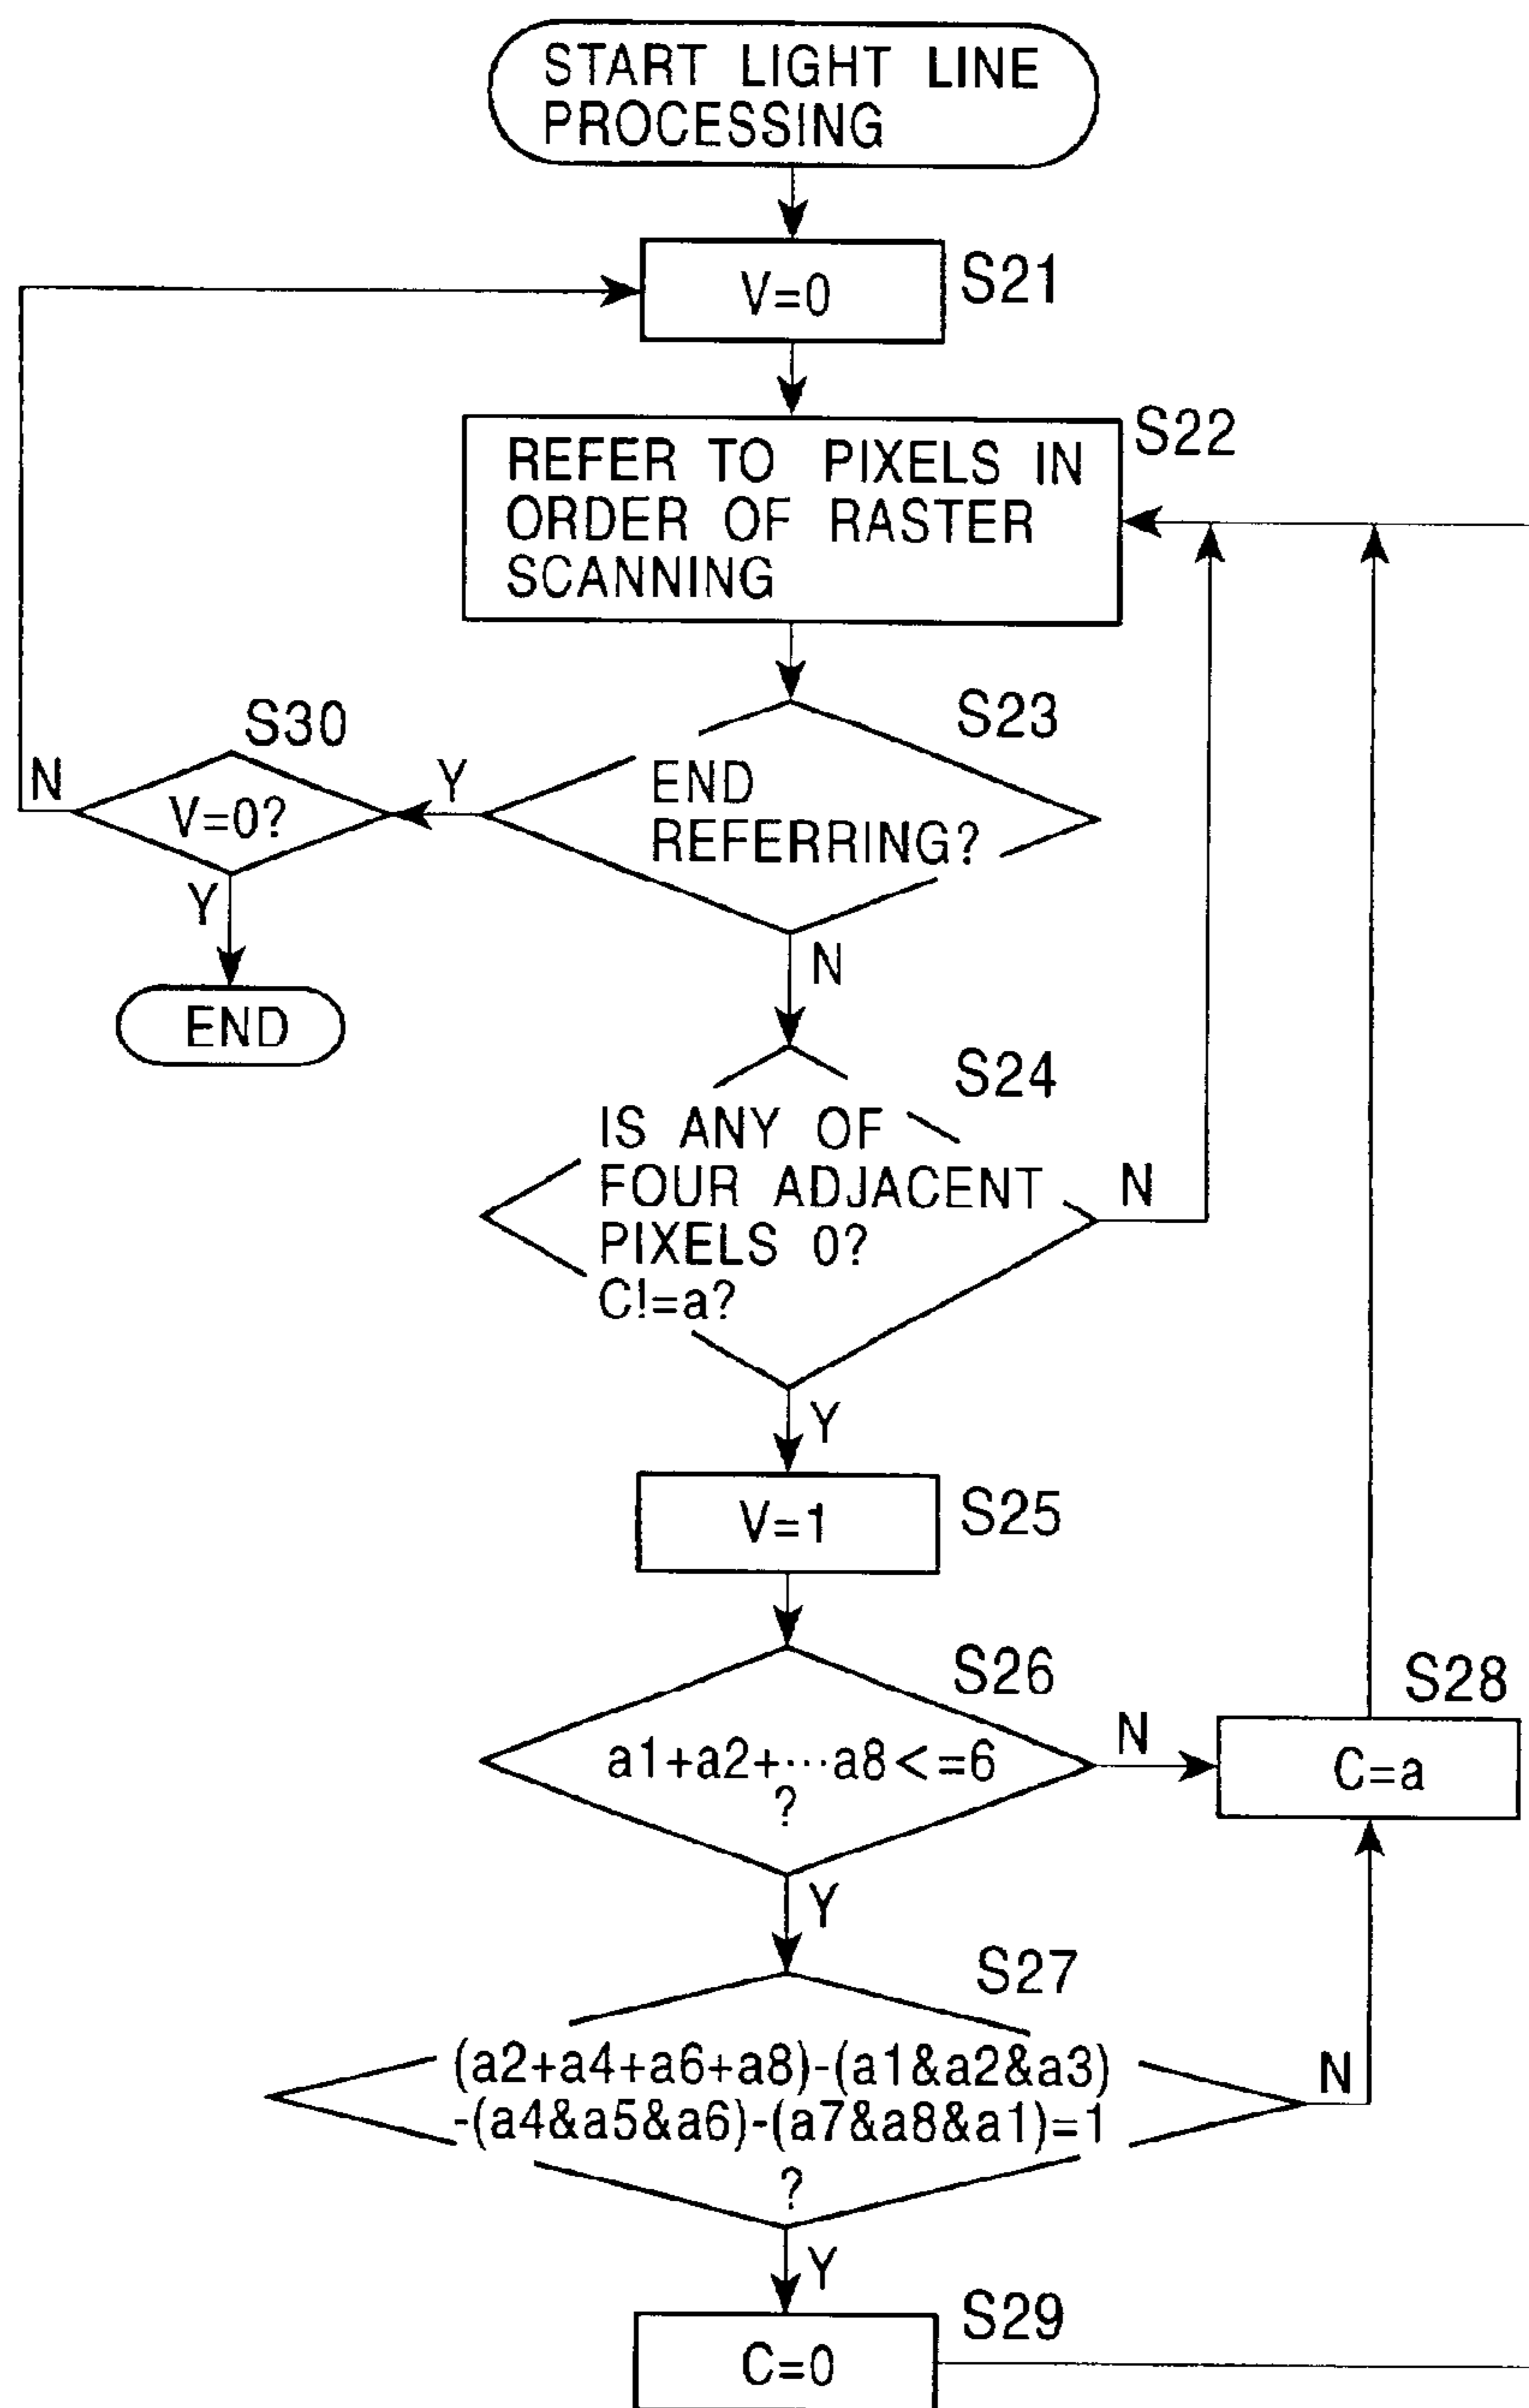 START LIGHT LINE
PROCESSING
V=0
S21
REFER TO PIXELS IN
ORDER OF RASTER
SCANNING
S22
END
REFERRING?
S23
Y
N
S30
V=0?
N
Y
END
S24
IS ANY OF
FOUR ADJACENT
PIXELS 0?
C!=a?
N
Y
V=1
S25
S26
a1+a2+···a8<=6
?
N
Y
S28
C=a
S27
(a2+a4+a6+a8)-(a1&a2&a3)
-(a4&a5&a6)-(a7&a8&a1)=1
?
N
Y
C=0
S29